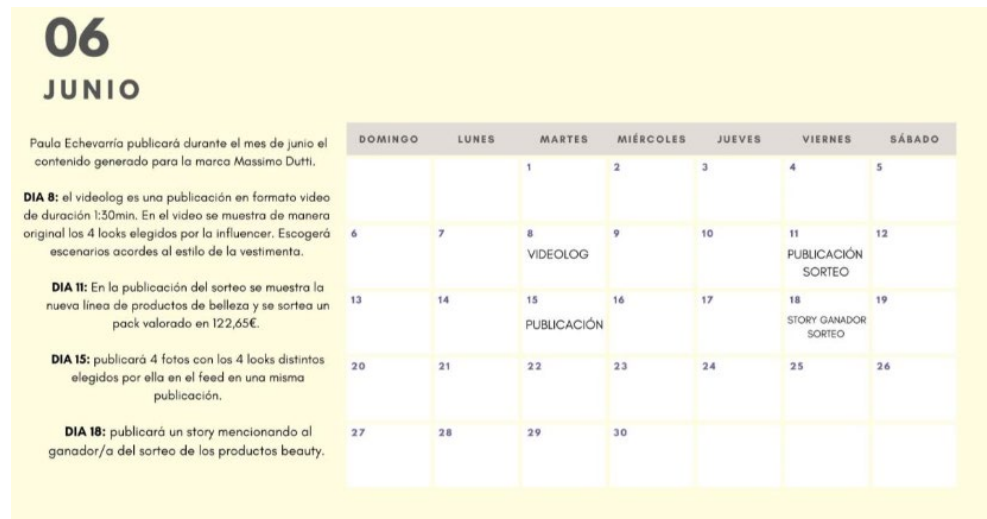 06
JUNIO
Paula Echevarría publicará durante el mes de junio el
contenido generado para la marca Massimo Dutti.
DIA 8: el videolog es una publicación en formato video
de duración 1:30min. En el video se muestra de manera
original los 4 looks elegidos por la influencer. Escogerá
escenarios acordes al estilo de la vestimenta.
DIA 11: En la publicación del sorteo se muestra la
nueva línea de productos de belleza y se sortea un
pack valorado en 122,65€.
DIA 15: publicará 4 fotos con los 4 looks distintos
elegidos por ella en el feed en una misma
publicación.
DIA 18: publicará un story mencionando al
ganador/a del sorteo de los productos beauty.
DOMINGO LUNES MARTES MIÉRCOLES JUEVES VIERNES SÁBADO
1 2 3 4 5
6 7 8 9 10 11 12
VIDEOLOG PUBLICACIÓN
SORTEO
13 14 15 16 17 18 19
PUBLICACIÓN STORY GANADOR
SORTEO
20 21 22 23 24 25 26
27 28 29 30